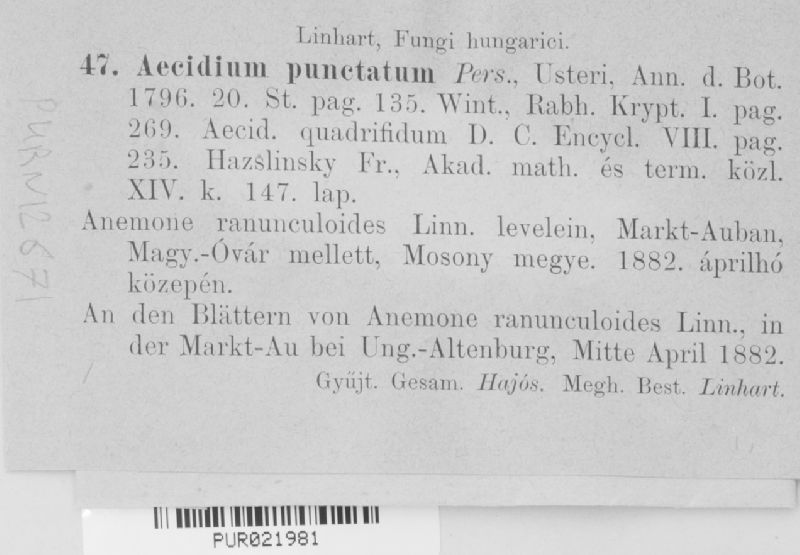 Linhart, Fungi hungarici.
47. Aecidium punctatum Pers., Usteri, Ann. d. Bot.
1796. 20. St. pag. 135. Wint., Rabh. Krypt. I. pag.
269. Aecid. quadrifidum D. C. Encycl. VIII. pag.
235. Hazslinsky Fr., Akad. math. és term. közl.
XIV. k. 147. lap.
Anemone ranunculoides Linn. levelein, Markt-Auban,
Magy.-Óvár mellett, Mosony megye. 1882. áprilhó
közepén.
An den Blättern von Anemone ranunculoides Linn., in
der Markt-Au bei Ung.-Altenburg, Mitte April 1882.
Gyűjt. Gesam. Hajós. Megh. Best. Linhart.
PUR N12671
PUR021981